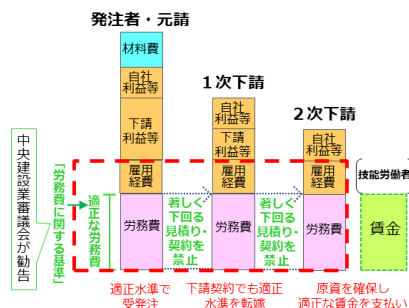 発注者・元請
材料費
自社
利益等
下請
利益等
雇用
経費
労務費
1次下請
自社
利益等
下請
利益等
雇用
経費
労務費
2次下請
自社
利益等
雇用
経費
労務費
中央建設業審議会が勧告
「労務費に関する基準」
適正な労務費
著しく
下回る
見積り・
契約を
禁止
著しく
下回る
見積り・
契約を
禁止
技能労働者
賃金
適正水準で
受発注
下請契約でも適正
水準を転嫁
原資を確保し
適正な賃金を支払い